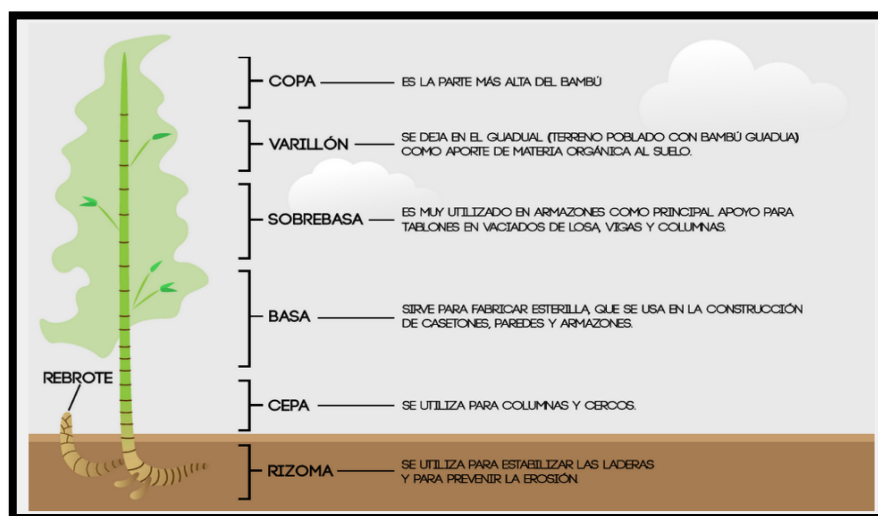 COPA
ES LA PARTE MÁS ALTA DEL BAMBÚ
VARILLÓN
SE DEJA EN EL GUADUAL (TERRENO POBLADO CON BAMBÚ GUADUA)
COMO APORTE DE MATERIA ORGÁNICA AL SUELO.
SOBREBASA
ES MUY UTILIZADO EN ARMAZONES COMO PRINCIPAL APOYO PARA
TABLONES EN VACIADOS DE LOSA, VIGAS Y COLUMNAS.
BASA
SIRVE PARA FABRICAR ESTERILLA, QUE SE USA EN LA CONSTRUCCIÓN
DE CASETONES, PAREDES Y ARMAZONES.
REBROTE
CEPA
SE UTILIZA PARA COLUMNAS Y CERCOS.
RIZOMA
SE UTILIZA PARA ESTABILIZAR LAS LADERAS
Y PARA PREVENIR LA EROSIÓN.